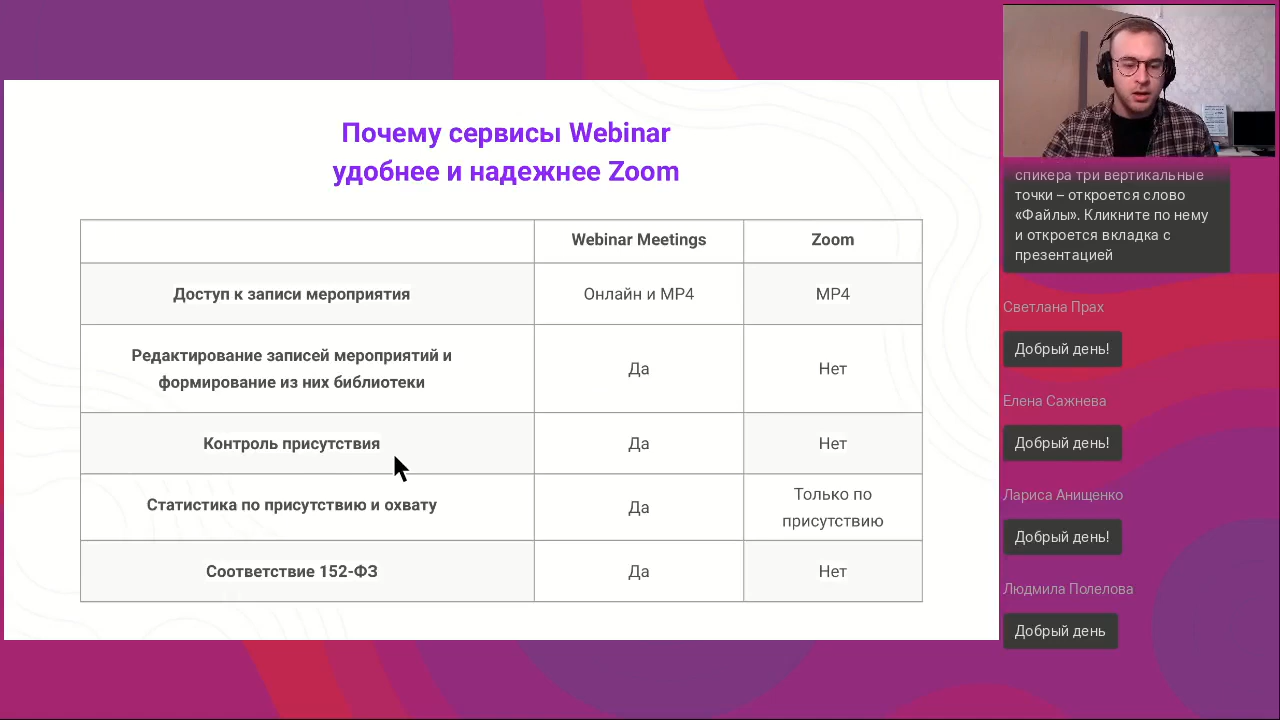 Почему сервисы Webinar
удобнее и надежнее Zoom
Webinar Meetings
Zoom
Доступ к записи мероприятия
Онлайн и MP4
MP4
Редактирование записей мероприятий и
формирование из них библиотеки
Да
Нет
Контроль присутствия
Да
Нет
Статистика по присутствию и охвату
Да
Только по
присутствию
Соответствие 152-ФЗ
Да
Нет
спикера три вертикальные
точки – откроется слово
«Файлы». Кликните по нему
и откроется вкладка с
презентацией
Светлана Прах
Добрый день!
Елена Сажнева
Добрый день!
Лариса Анищенко
Добрый день!
Людмила Полелова
Добрый день